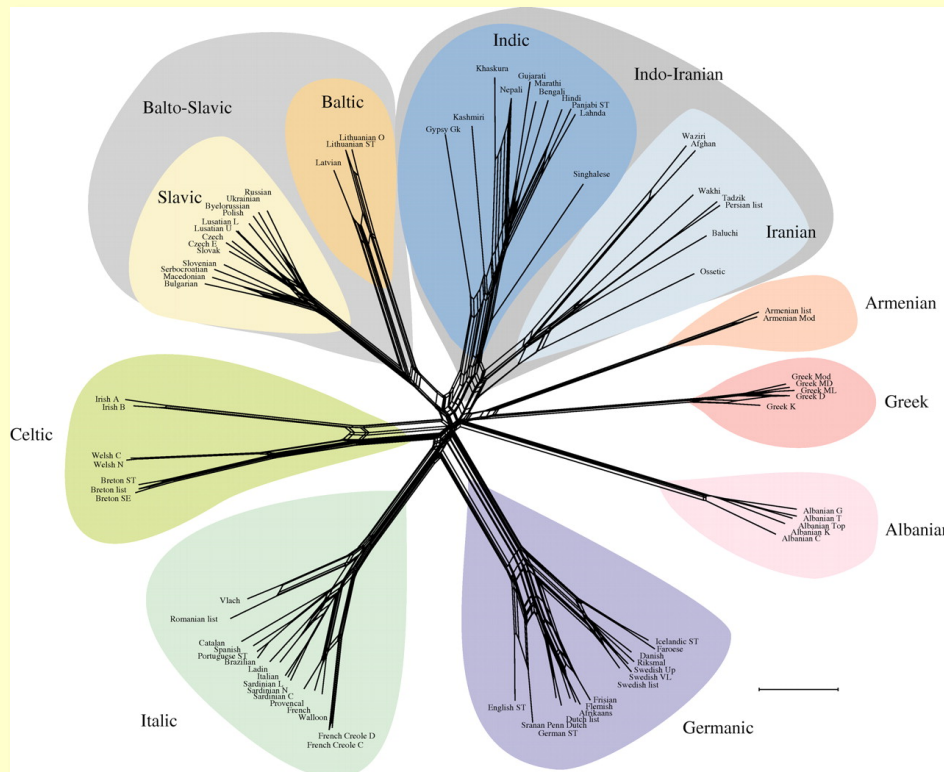 Indic
Khaskura
Nepali
Gujarati
Marathi
Bengali
Hindi
Panjabi ST
Lahnda
Kashmiri
Gypsy Gk
Singhalese
Indo-Iranian
Balto-Slavic
Baltic
Lithuanian O
Lithuanian ST
Latvian
Waziri
Afghan
Wakhi
Tadzik
Persian list
Baluchi
Ossetic
Iranian
Slavic
Russian
Ukrainian
Byelorussian
Polish
Lusatian L
Lusatian U
Czech
Czech E
Slovak
Slovenian
Serbocroatian
Macedonian
Bulgarian
Armenian
Armenian list
Armenian Mod
Greek Mod
Greek MD
Greek ML
Greek D
Greek K
Greek
Celtic
Irish A
Irish B
Welsh C
Welsh N
Breton ST
Breton list
Breton SE
Albanian G
Albanian T
Albanian Top
Albanian K
Albanian C
Albanian
Vlach
Romanian list
Catalan
Spanish
Portuguese ST
Brazilian
Ladin
Italian
Sardinian L
Sardinian N
Sardinian C
Provencal
French
Walloon
French Creole D
French Creole C
Italic
Icelandic ST
Faroese
Danish
Riksmal
Swedish Up
Swedish VL
Swedish list
Frisian
Flemish
Afrikaans
Dutch list
Penn Dutch
German ST
Sranan
English ST
Germanic